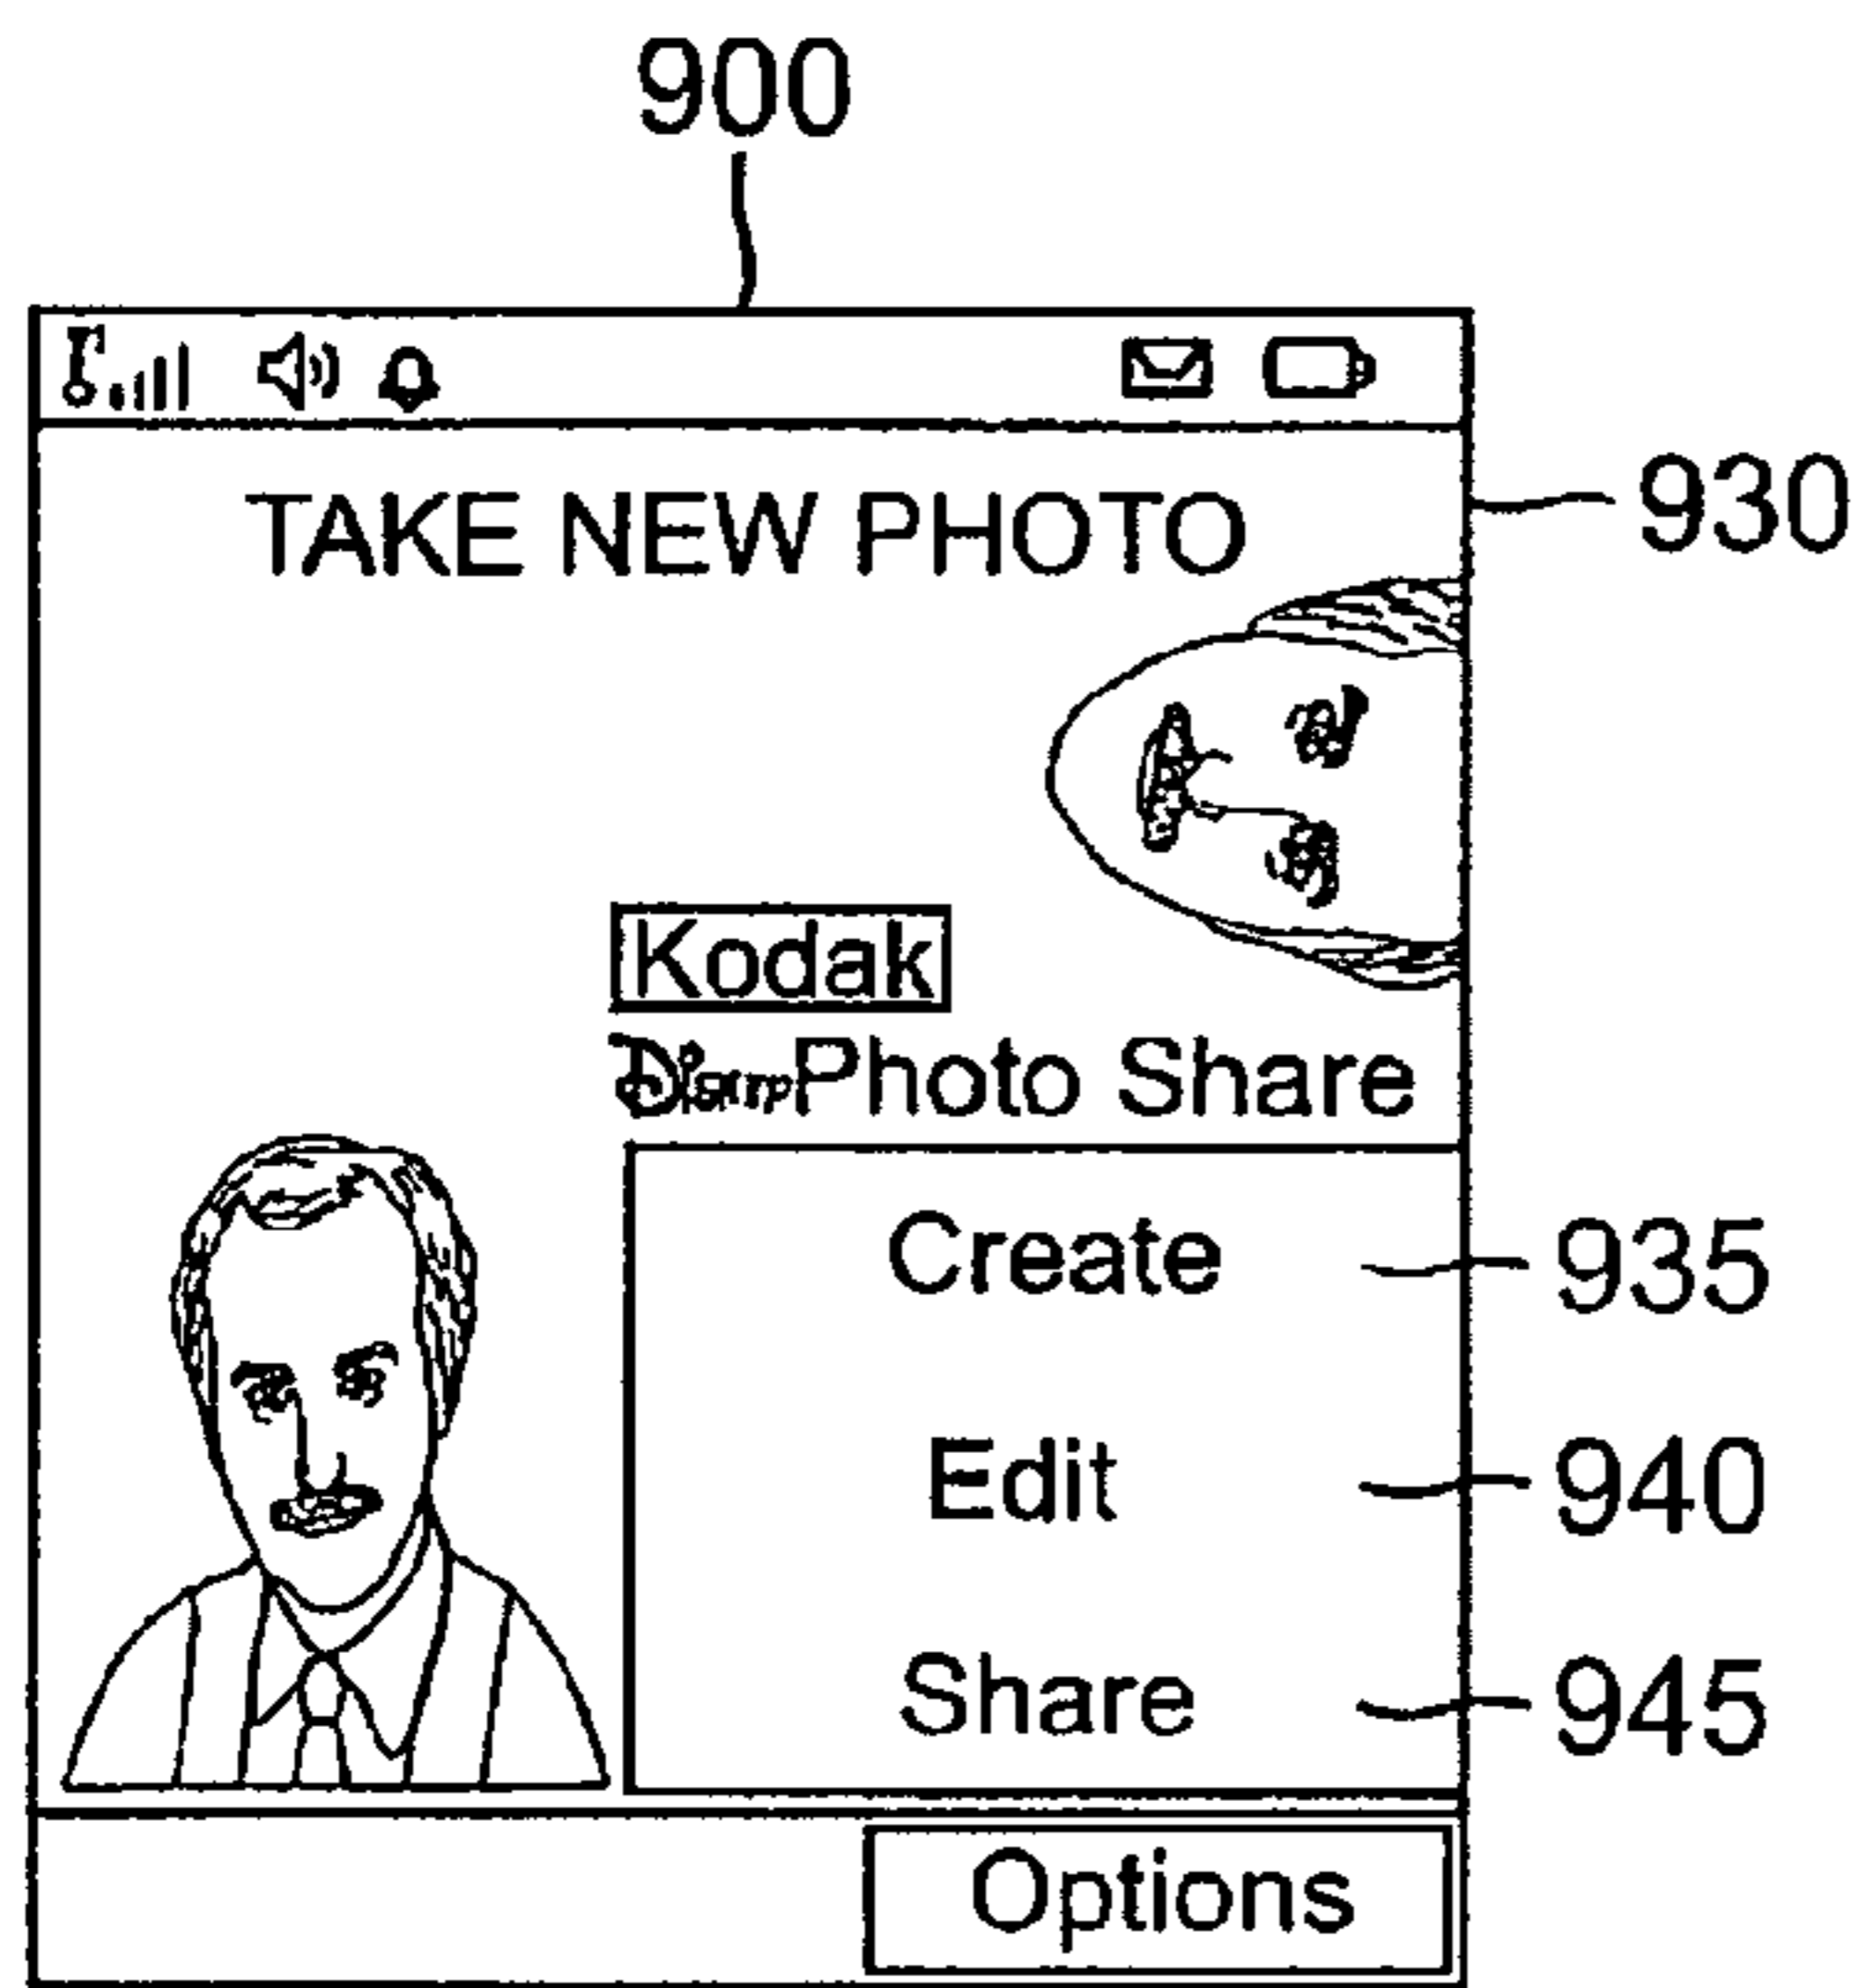 900
TAKE NEW PHOTO
930
Kodak
Photo Share
Create
935
Edit
940
Share
945
Options